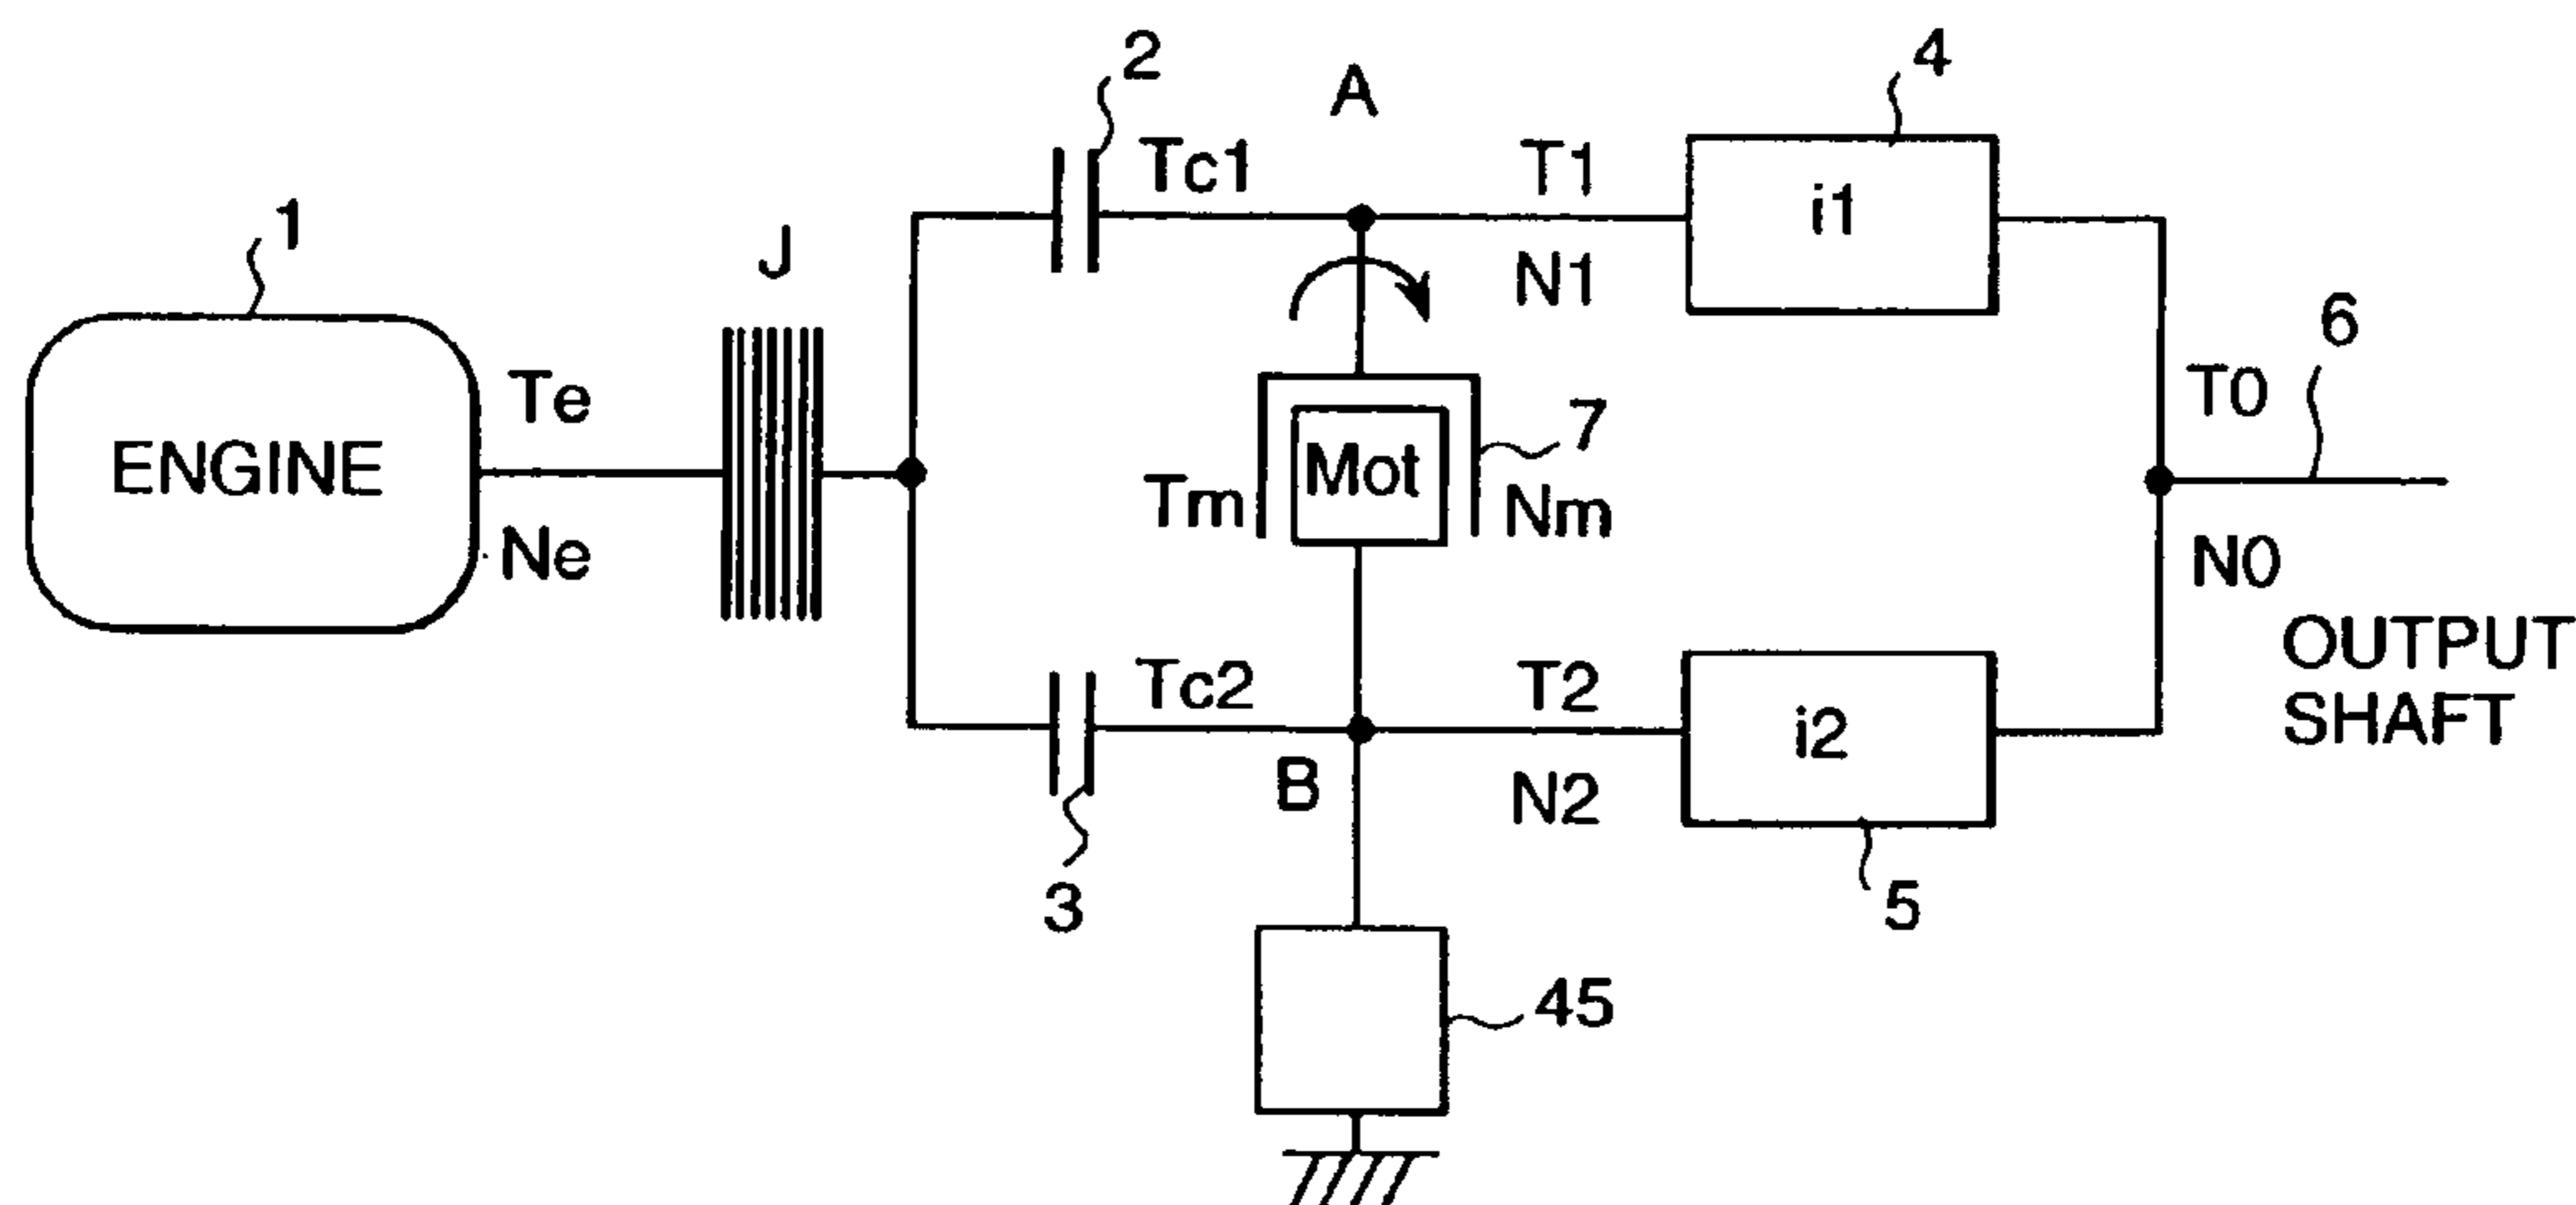 1
ENGINE
Te
Ne
J
2
Tc1
A
T1
N1
4
i1
Tm
Mot
7
Nm
T0
6
N0
OUTPUT
SHAFT
Tc2
3
B
T2
N2
i2
5
45